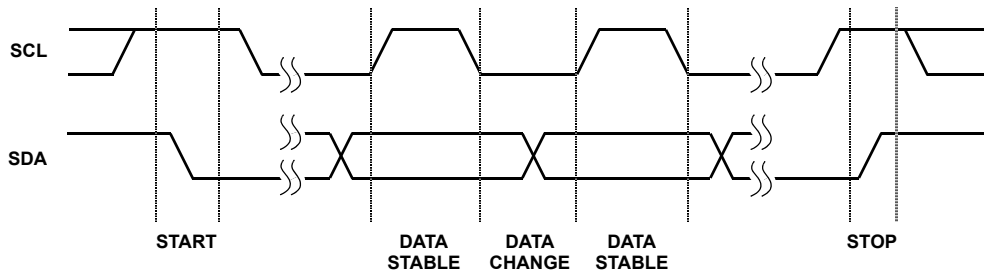 SCL
SDA
START
DATA
STABLE
DATA
CHANGE
DATA
STABLE
STOP